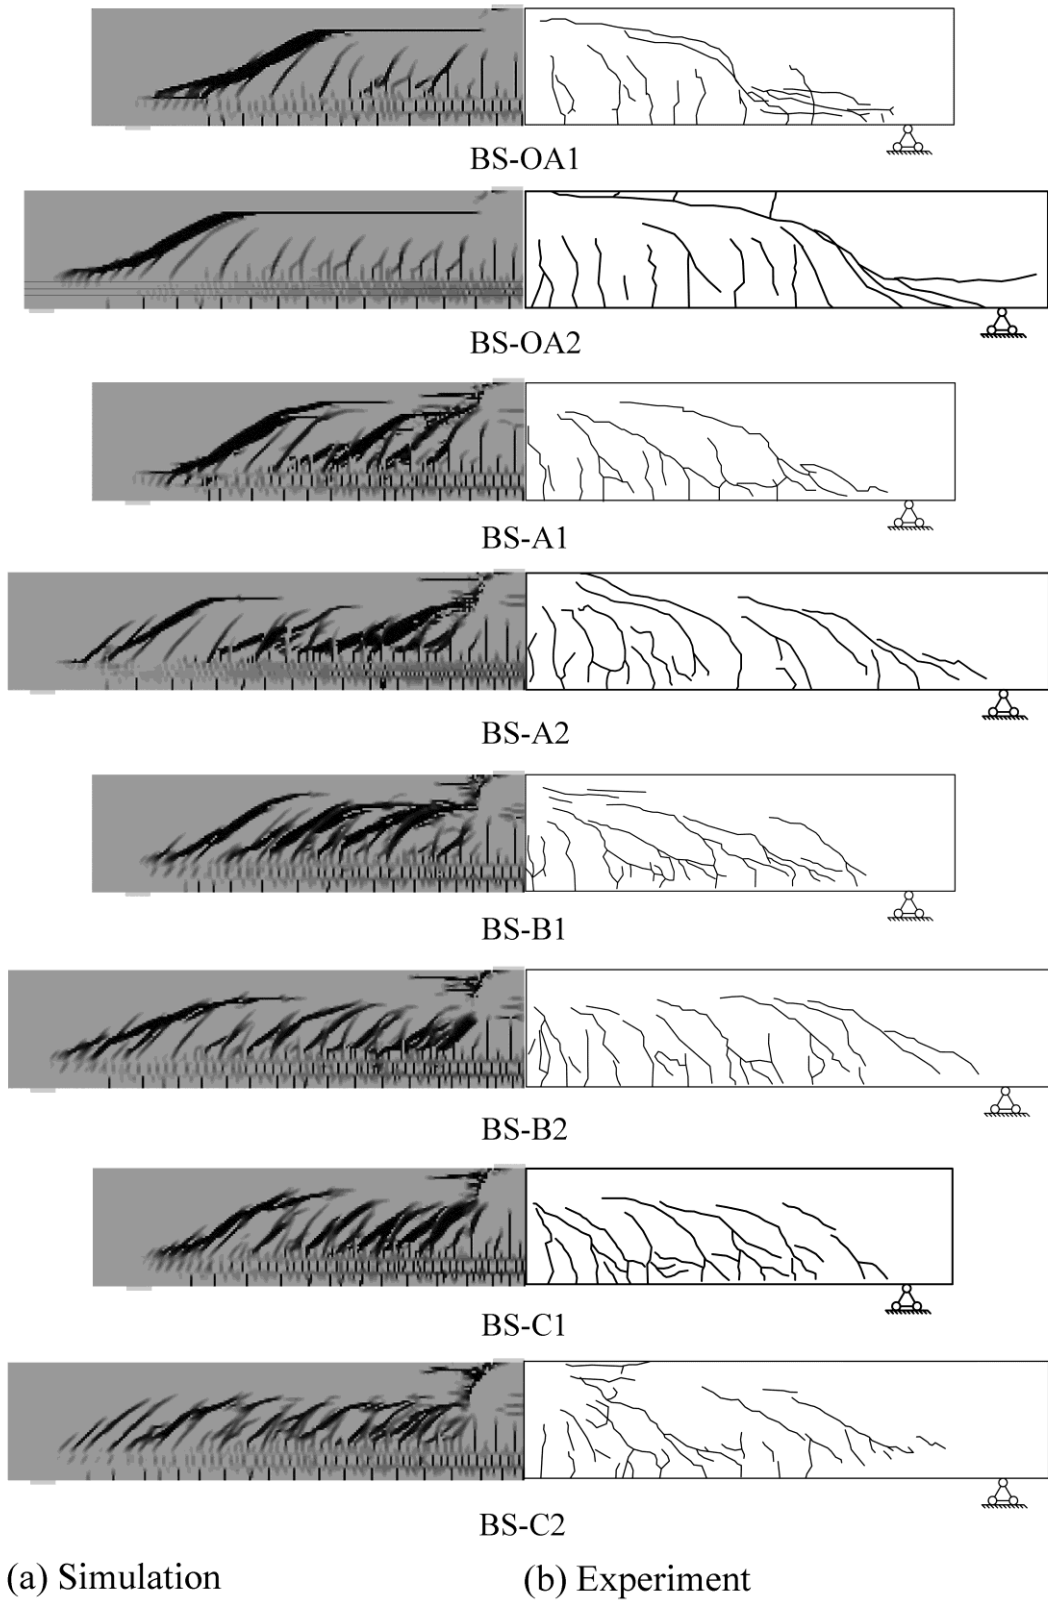 BS-OA1
BS-OA2
BS-A1
BS-A2
BS-B1
BS-B2
BS-C1
BS-C2
(a) Simulation
(b) Experiment